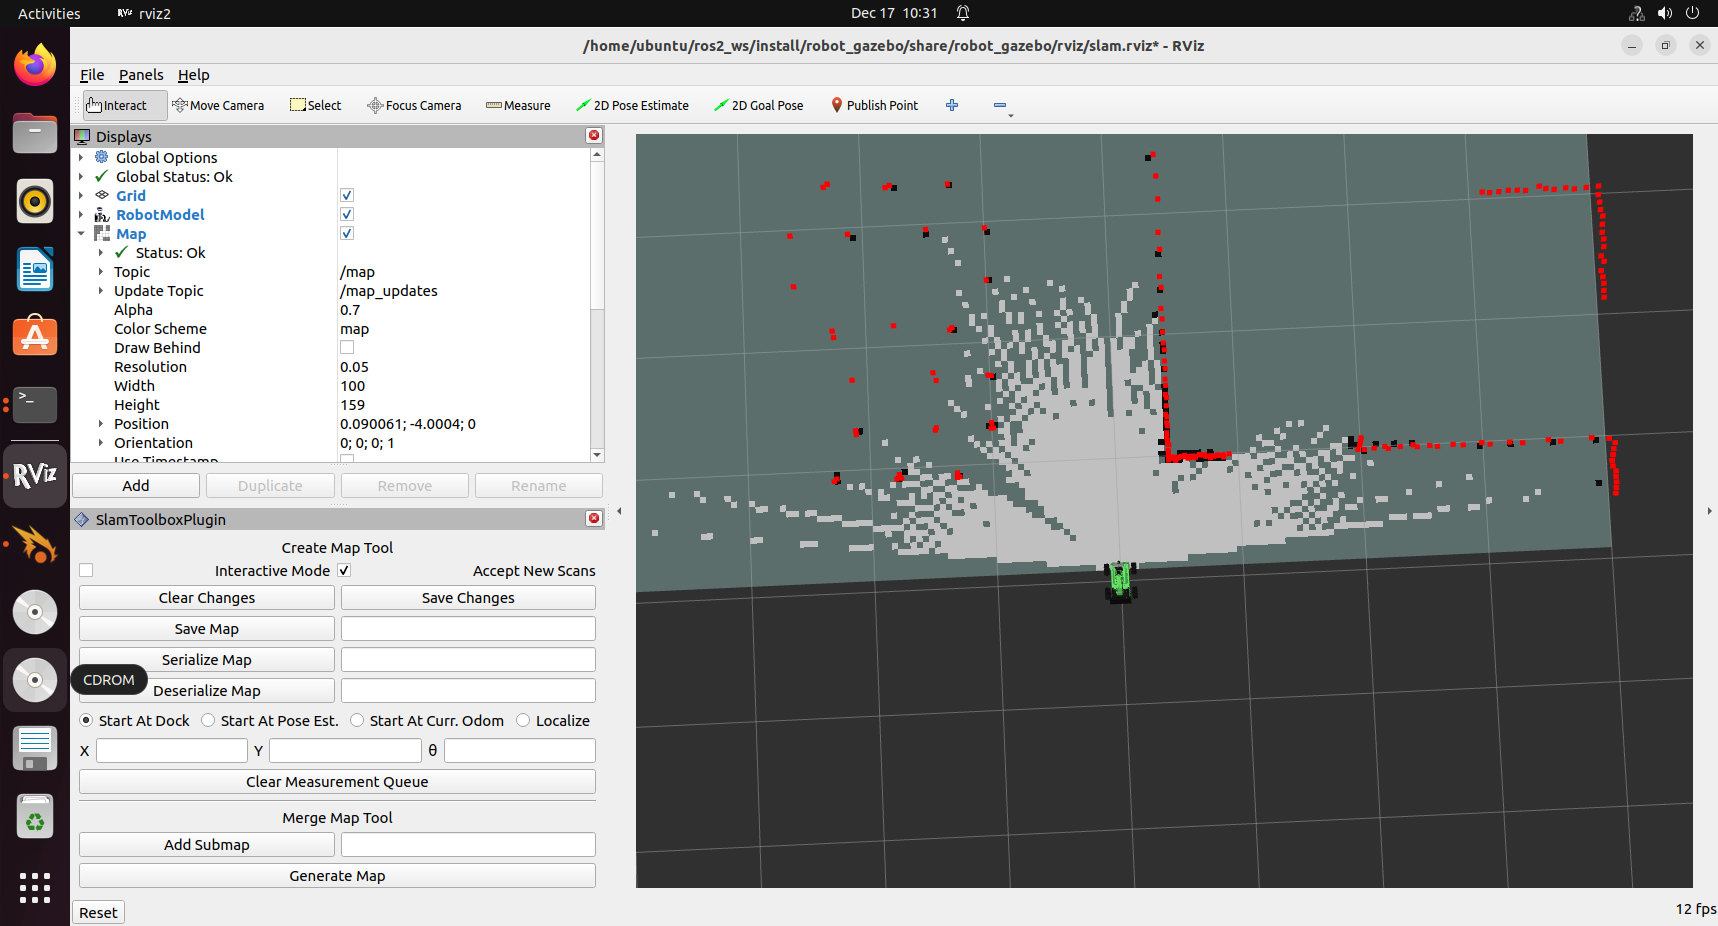 Activities RViz rviz2 Dec 17 10:31
/home/ubuntu/ros2_ws/install/robot_gazebo/share/robot_gazebo/rviz/slam.rviz* - RViz
File Panels Help
Interact Move Camera Select Focus Camera Measure 2D Pose Estimate 2D Goal Pose Publish Point
Displays
Global Options
Global Status: Ok
Grid
RobotModel
Map
Status: Ok
Topic /map
Update Topic /map_updates
Alpha 0.7
Color Scheme map
Draw Behind
Resolution 0.05
Width 100
Height 159
Position 0.090061; -4.0004; 0
Orientation 0; 0; 0; 1
Use Timestamp
Add Duplicate Remove Rename
RViz
SlamToolboxPlugin
Create Map Tool
Interactive Mode Accept New Scans
Clear Changes Save Changes
Save Map
Serialize Map
CDROM
Deserialize Map
Start At Dock Start At Pose Est. Start At Curr. Odom Localize
X Y θ
Clear Measurement Queue
Merge Map Tool
Add Submap
Generate Map
Reset
12 fps